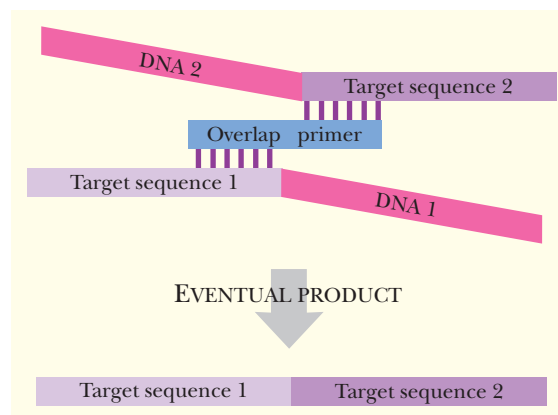 DNA 2
Target sequence 2
Overlap primer
Target sequence 1
DNA 1
EVENTUAL PRODUCT
Target sequence 1 Target sequence 2